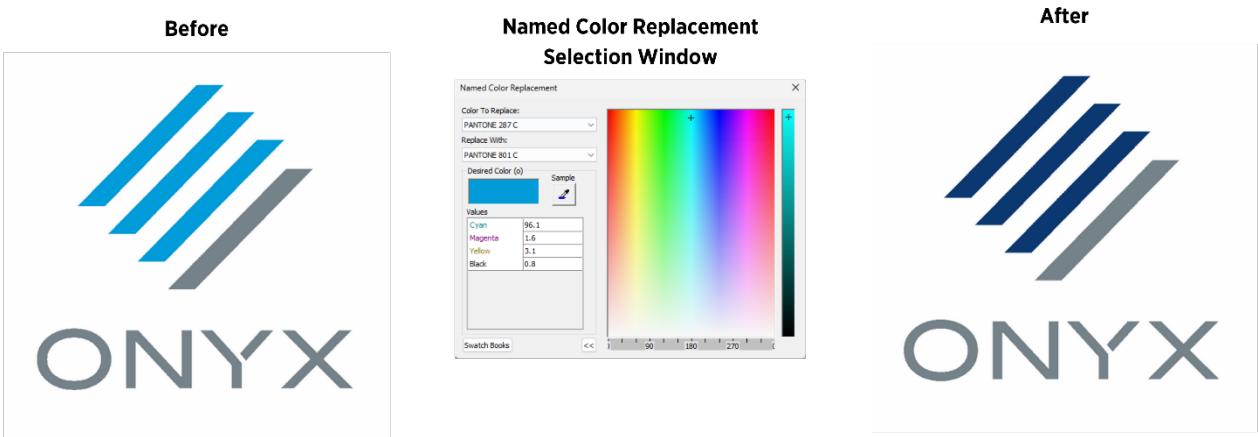 Before
ONYX
Named Color Replacement
Selection Window
Named Color Replacement
Color To Replace:
PANTONE 287 C
Replace With:
PANTONE 801 C
Desired Color (o)
Sample
Values
Cyan 96.1
Magenta 1.6
Yellow 3.1
Black 0.8
Swatch Books
<<
90 180 270
After
ONYX